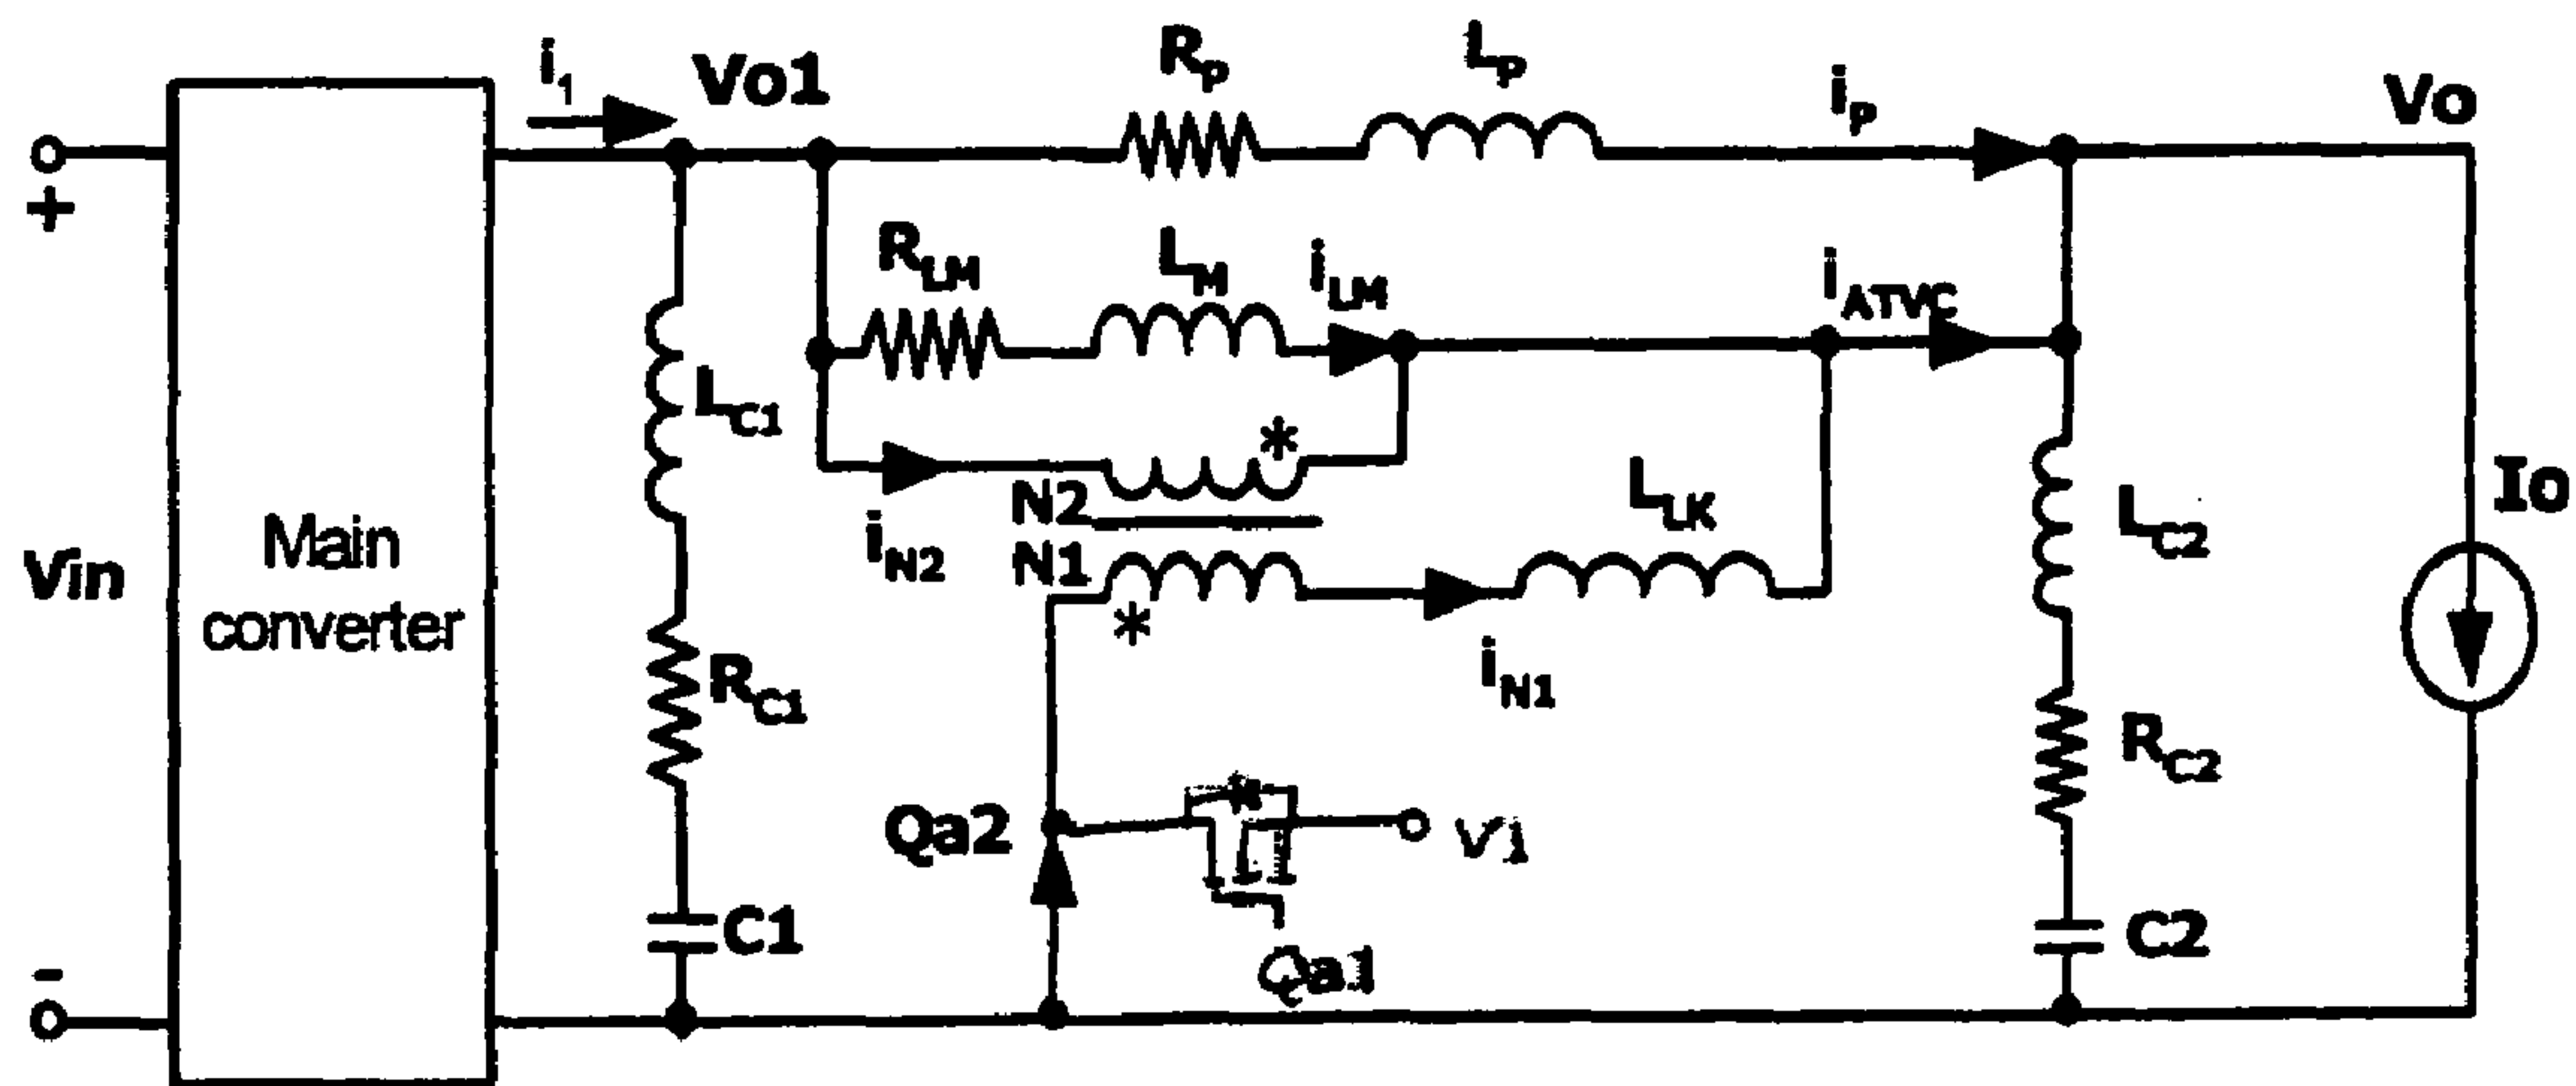 i1
Vo1
RP
LP
iP
Vo
+
RLM
LM
iLM
iATVC
LC1
*
iN2
N2
N1
*
LLK
iN1
LC2
Io
Vin
Main
converter
RC1
RC2
Qa2
V1
Qa1
C1
C2
-